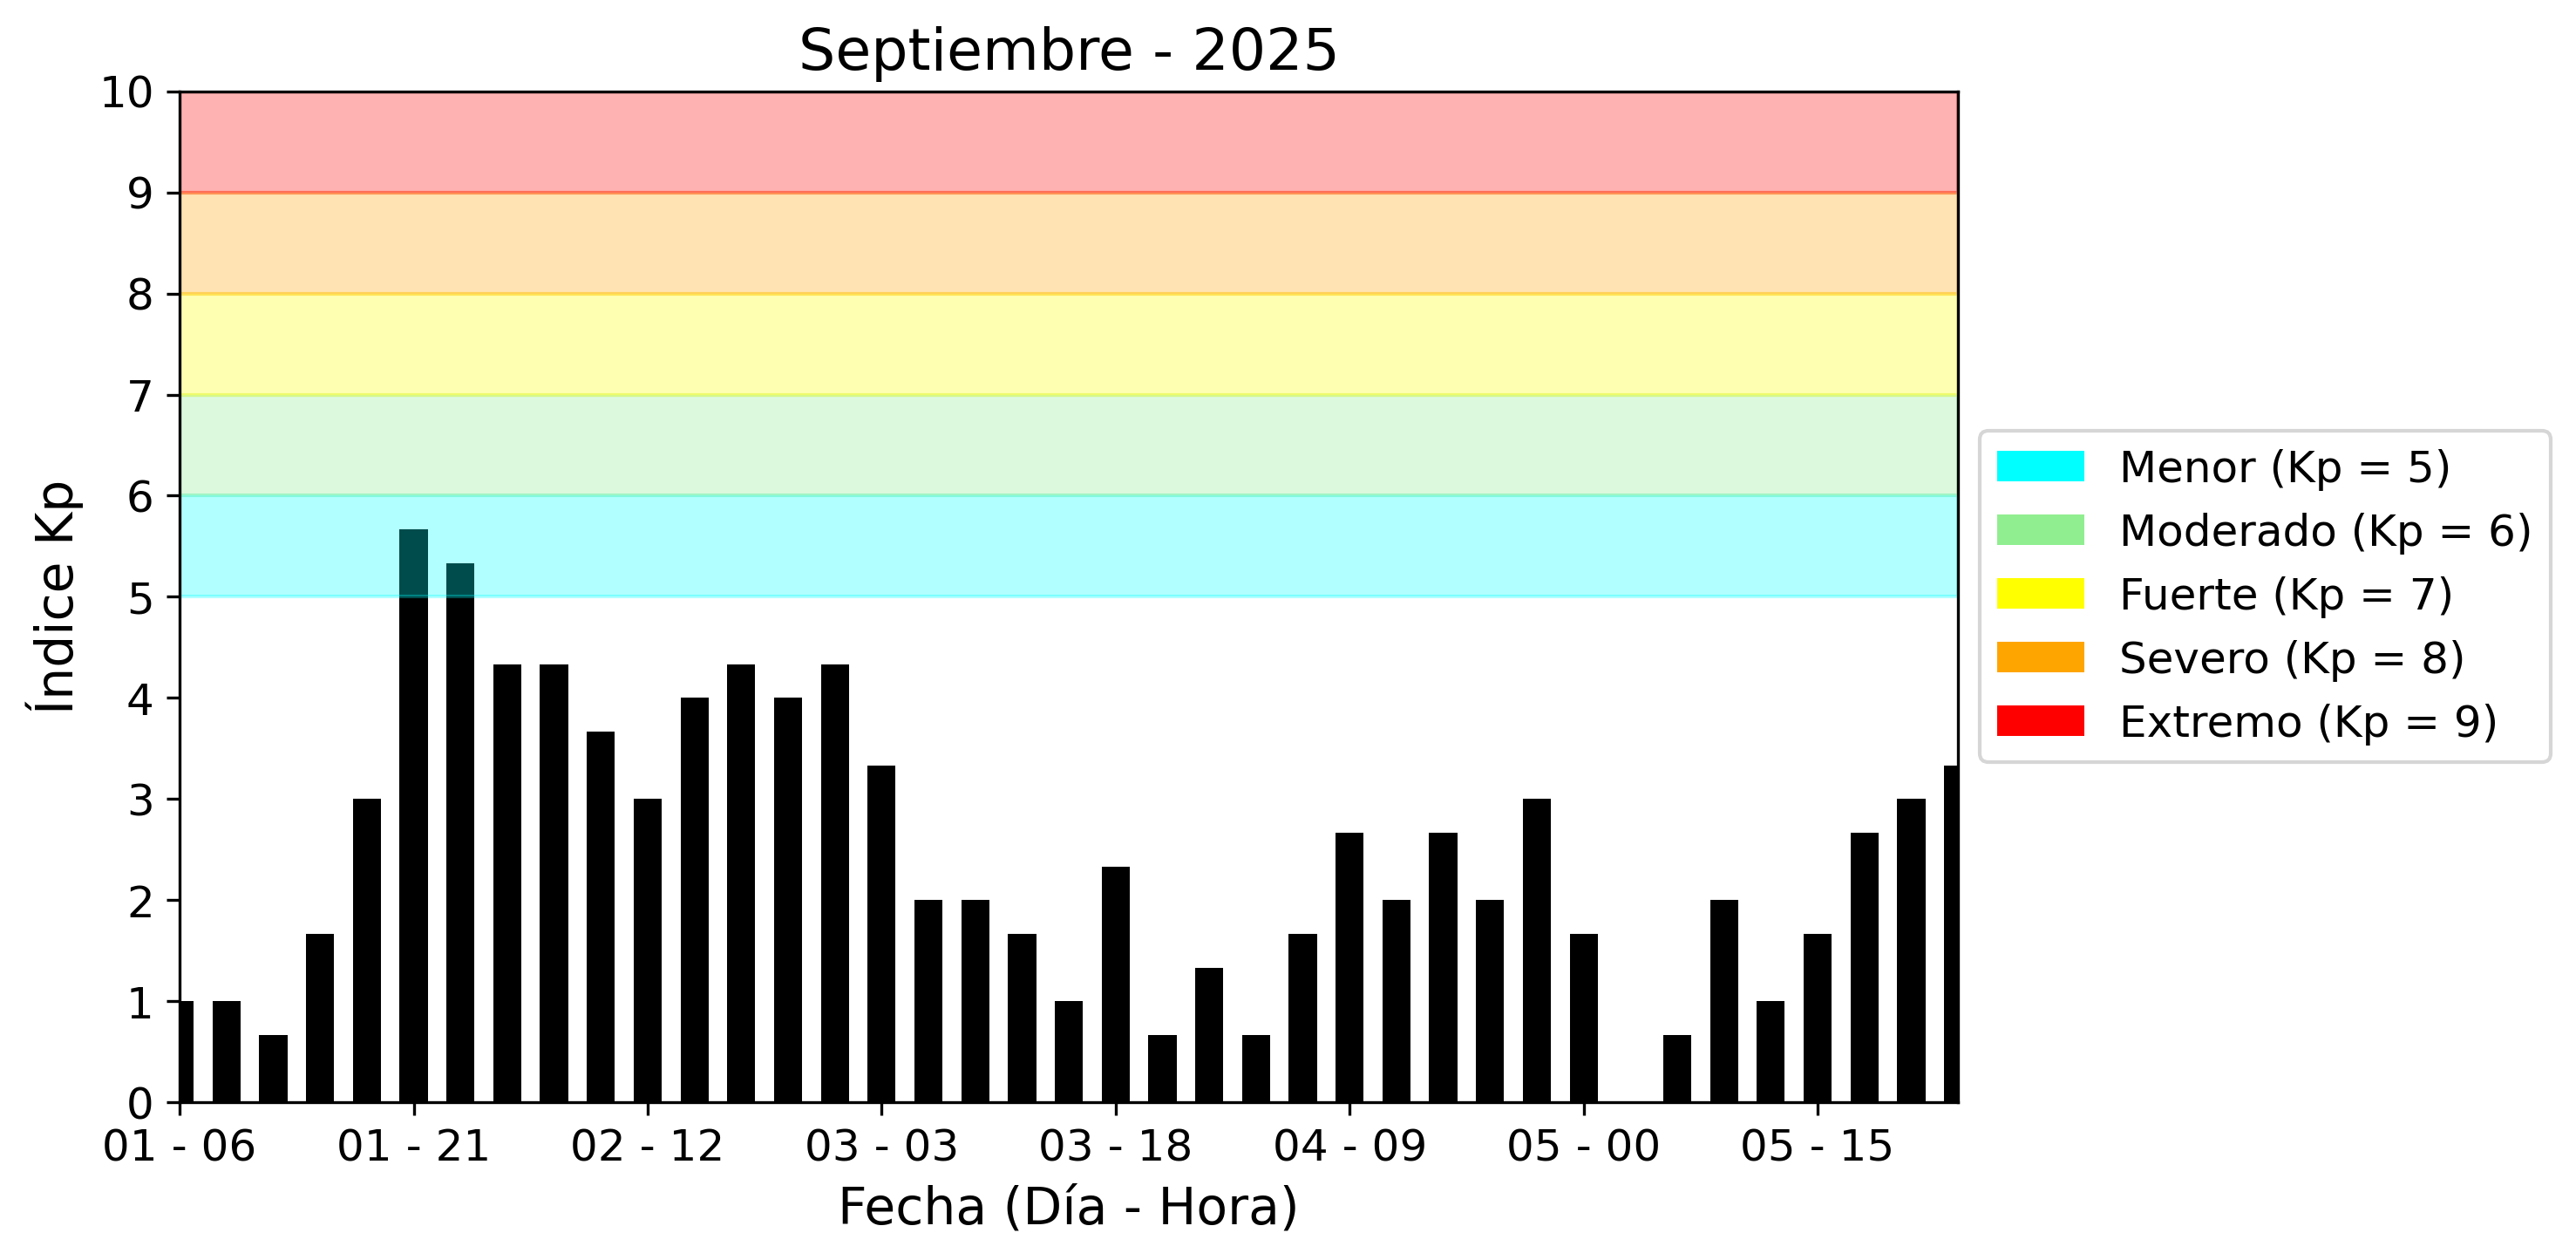 Septiembre - 2025
Índice Kp
10
9
8
7
6
5
4
3
2
1
0
01 - 06
01 - 21
02 - 12
03 - 03
03 - 18
04 - 09
05 - 00
05 - 15
Fecha (Día - Hora)
Menor (Kp = 5)
Moderado (Kp = 6)
Fuerte (Kp = 7)
Severo (Kp = 8)
Extremo (Kp = 9)